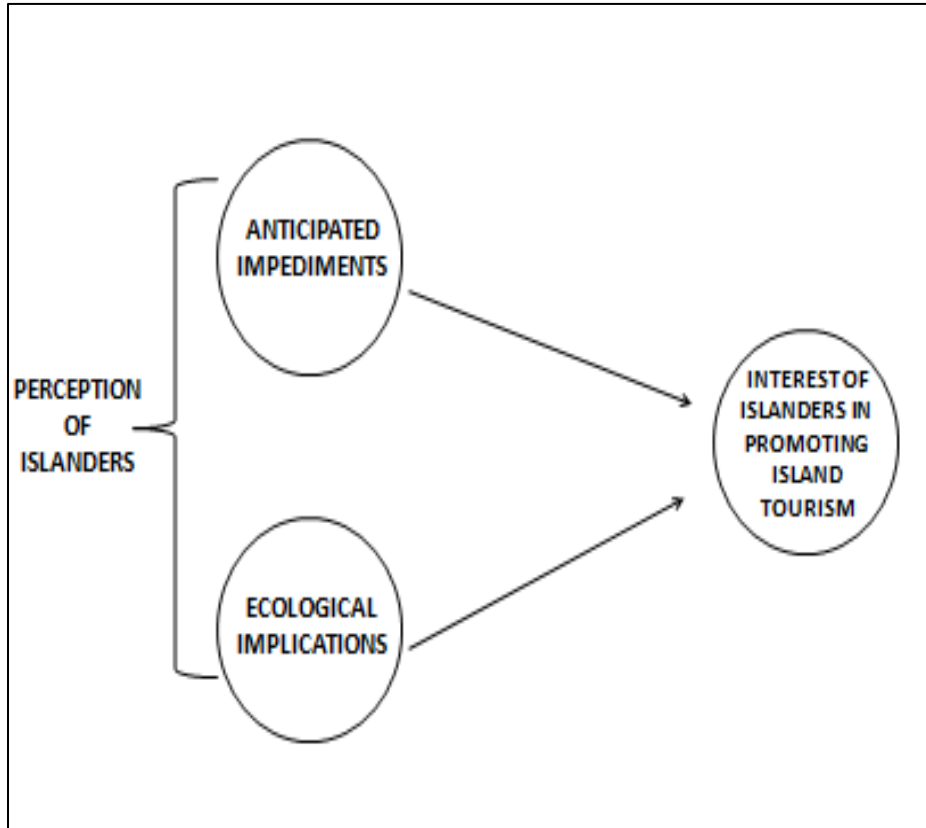 ANTICIPATED
IMPEDIMENTS
PERCEPTION
OF
ISLANDERS
INTEREST OF
ISLANDERS IN
PROMOTING
ISLAND
TOURISM
ECOLOGICAL
IMPLICATIONS